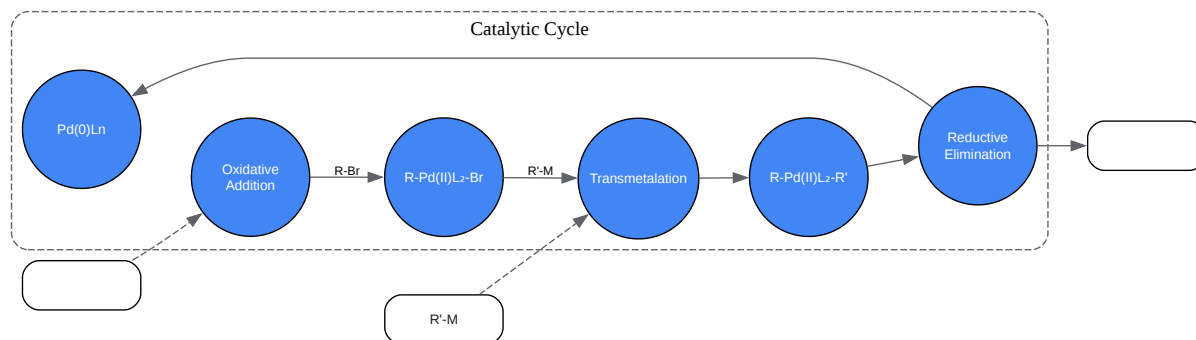 Catalytic Cycle
Pd(0)Ln
Oxidative
Addition
R-Br
R-Pd(II)L₂-Br
R'-M
Transmetalation
R-Pd(II)L₂-R'
Reductive
Elimination
R'-M